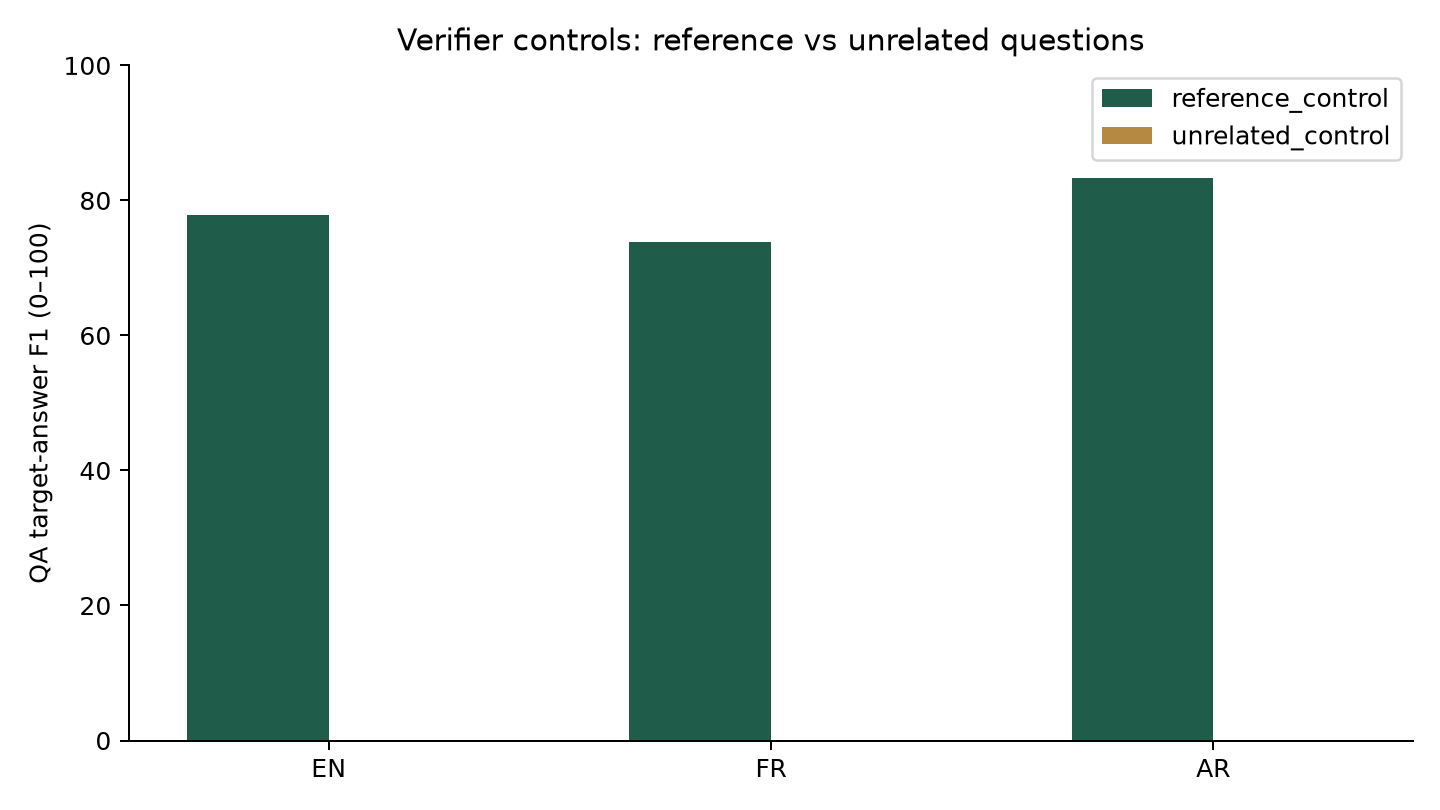 Verifier controls: reference vs unrelated questions
reference_control
unrelated_control
QA target-answer F1 (0–100)
100
80
60
40
20
0
EN FR AR